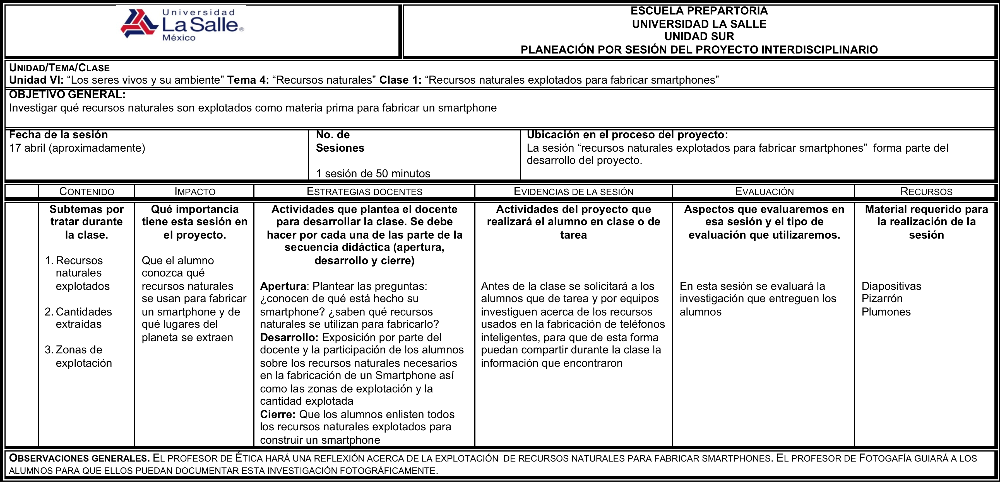 Universidad
La Salle®
México
ESCUELA PREPARTORIA
UNIVERSIDAD LA SALLE
UNIDAD SUR
PLANEACIÓN POR SESIÓN DEL PROYECTO INTERDISCIPLINARIO
UNIDAD/TEMA/CLASE
Unidad VI: “Los seres vivos y su ambiente” Tema 4: “Recursos naturales” Clase 1: “Recursos naturales explotados para fabricar smartphones”
OBJETIVO GENERAL:
Investigar qué recursos naturales son explotados como materia prima para fabricar un smartphone
Fecha de la sesión
17 abril (aproximadamente)
No. de
Sesiones
1 sesión de 50 minutos
Ubicación en el proceso del proyecto:
La sesión “recursos naturales explotados para fabricar smartphones” forma parte del
desarrollo del proyecto.
CONTENIDO
IMPACTO
ESTRATEGIAS DOCENTES
EVIDENCIAS DE LA SESIÓN
EVALUACIÓN
RECURSOS
Subtemas por
tratar durante
la clase.
1. Recursos
naturales
explotados
2. Cantidades
extraídas
3. Zonas de
explotación
Qué importancia
tiene esta sesión en
el proyecto.
Que el alumno
conozca qué
recursos naturales
se usan para fabricar
un smartphone y de
qué lugares del
planeta se extraen
Actividades que plantea el docente
para desarrollar la clase. Se debe
hacer por cada una de las parte de la
secuencia didáctica (apertura,
desarrollo y cierre)
Apertura: Plantear las preguntas:
¿conocen de qué está hecho su
smartphone? ¿saben qué recursos
naturales se utilizan para fabricarlo?
Desarrollo: Exposición por parte del
docente y la participación de los alumnos
sobre los recursos naturales necesarios
en la fabricación de un Smartphone así
como las zonas de explotación y la
cantidad explotada
Cierre: Que los alumnos enlisten todos
los recursos naturales explotados para
construir un smartphone
Actividades del proyecto que
realizará el alumno en clase o de
tarea
Antes de la clase se solicitará a los
alumnos que de tarea y por equipos
investiguen acerca de los recursos
usados en la fabricación de teléfonos
inteligentes, para que de esta forma
puedan compartir durante la clase la
información que encontraron
Aspectos que evaluaremos en
esa sesión y el tipo de
evaluación que utilizaremos.
En esta sesión se evaluará la
investigación que entreguen los
alumnos
Material requerido para
la realización de la
sesión
Diapositivas
Pizarrón
Plumones
OBSERVACIONES GENERALES. EL PROFESOR DE ÉTICA HARÁ UNA REFLEXIÓN ACERCA DE LA EXPLOTACIÓN DE RECURSOS NATURALES PARA FABRICAR SMARTPHONES. EL PROFESOR DE FOTOGAFÍA GUIARÁ A LOS
ALUMNOS PARA QUE ELLOS PUEDAN DOCUMENTAR ESTA INVESTIGACIÓN FOTOGRÁFICAMENTE.